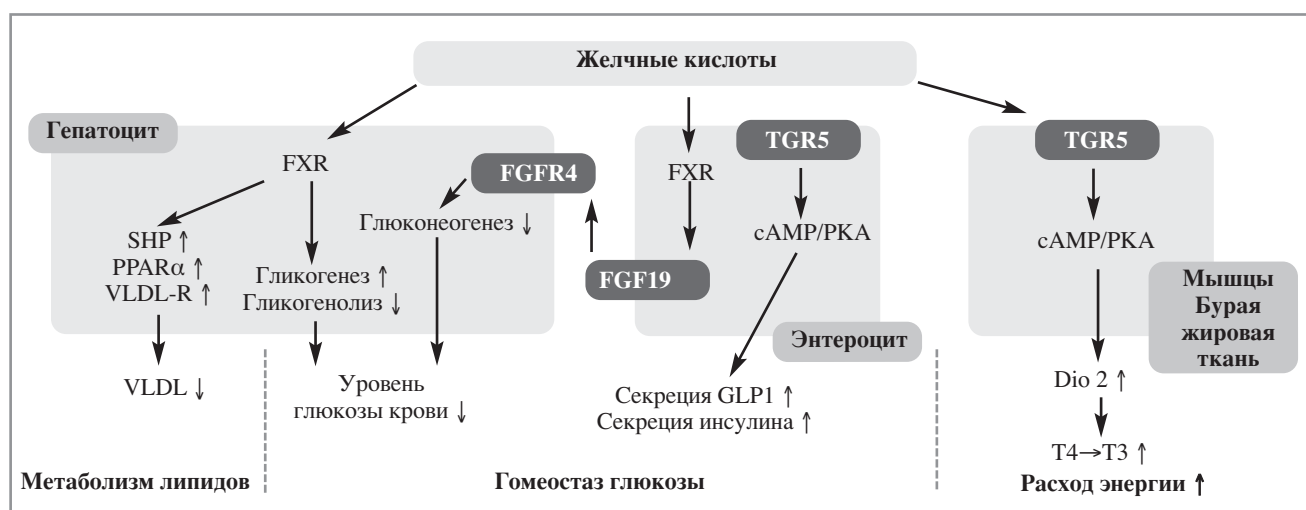 Желчные кислоты
Гепатоцит
FXR
SHP ↑
PPARα ↑
VLDL-R ↑
VLDL ↓
Гликогенез ↑
Гликогенолиз ↓
FGFR4
Глюконеогенез ↓
Уровень
глюкозы крови ↓
FXR
FGF19
TGR5
cAMP/PKA
Энтероцит
Секреция GLP1 ↑
Секреция инсулина ↑
TGR5
cAMP/PKA
Мышцы
Бурая
жировая
ткань
Dio 2 ↑
T4→T3 ↑
Метаболизм липидов
Гомеостаз глюкозы
Расход энергии ↑